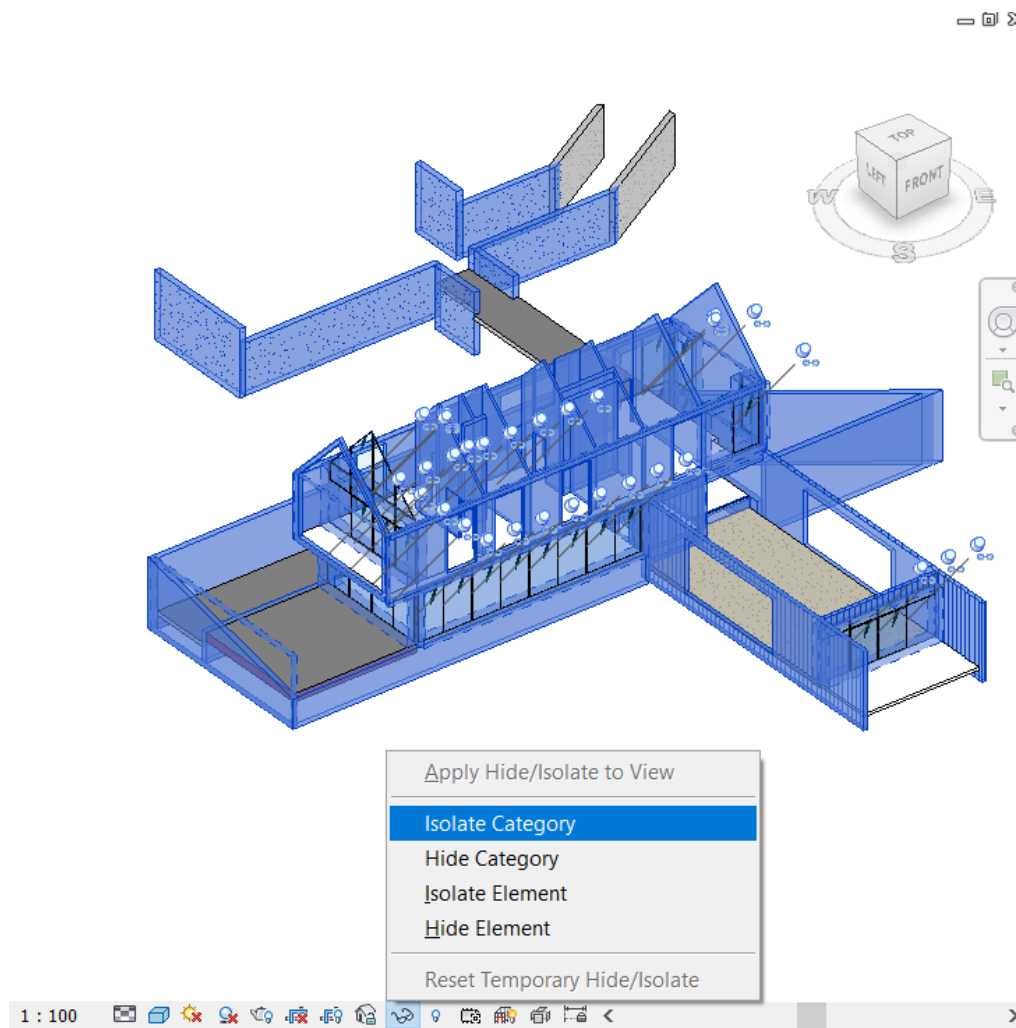 TOP
LEFT
FRONT
W
E
S
Apply Hide/Isolate to View
Isolate Category
Hide Category
Isolate Element
Hide Element
Reset Temporary Hide/Isolate
1 : 100